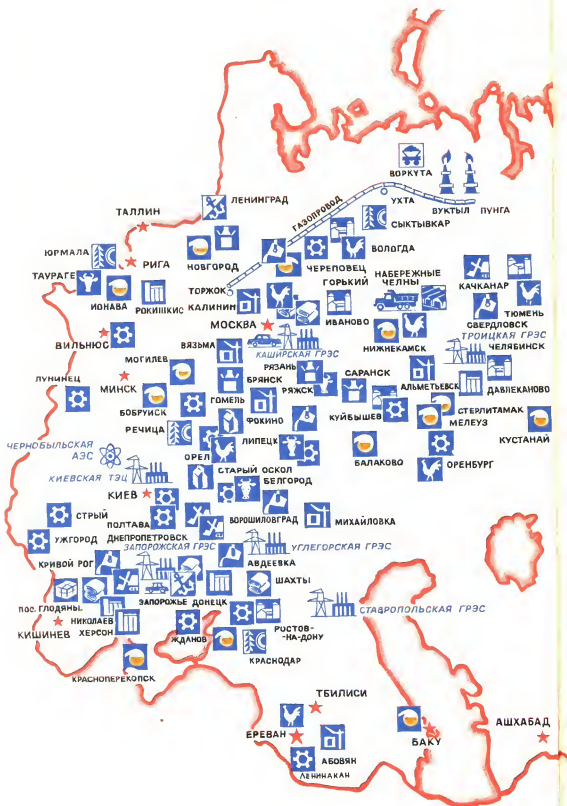 ВОРКУТА
ГАЗОПРОВОД
УХТА
ВУКТЫЛ
ПУНГА
СЫКТЫВКАР
ЛЕНИНГРАД
ТАЛЛИН
ЮРМАЛА
РИГА
НОВГОРОД
ВОЛОГДА
ЧЕРЕПОВЕЦ
ТАУРАГЕ
ИОНАВА
РОКИШКИС
ТОРЖОК
КАЛИНИН
ГОРЬКИЙ
НАБЕРЕЖНЫЕ
ЧЕЛНЫ
КАЧКАНАР
ТЮМЕНЬ
СВЕРДЛОВСК
МОСКВА
ИВАНОВО
ВИЛЬНЮС
ВЯЗЬМА
КАШИРСКАЯ ГРЭС
НИЖНЕКАМСК
ТРОИЦКАЯ ГРЭС
ЧЕЛЯБИНСК
МОГИЛЕВ
РЯЗАНЬ
БРЯНСК
РЯЖСК
САРАНСК
АЛЬМЕТЬЕВСК
ДАВЛЕКАНОВО
ЛУНИНЕЦ
МИНСК
БОБРУИСК
ГОМЕЛЬ
ФОКИНО
КУЙБЫШЕВ
СТЕРЛИТАМАК
МЕЛЕУЗ
КУСТАНАЙ
РЕЧИЦА
ЛИПЕЦК
ОРЕЛ
БАЛАКОВО
ОРЕНБУРГ
ЧЕРНОБЫЛЬСКАЯ
АЭС
КИЕВСКАЯ ТЭЦ
СТАРЫЙ ОСКОЛ
БЕЛГОРОД
КИЕВ
СТРЫЙ
ПОЛТАВА
ВОРОШИЛОВГРАД
МИХАЙЛОВКА
УЖГОРОД
ДНЕПРОПЕТРОВСК
ЗАПОРОЖСКАЯ ГРЭС
УГЛЕГОРСКАЯ ГРЭС
КРИВОЙ РОГ
АВДЕЕВКА
ШАХТЫ
ПОС. ГЛОДЯНЫ
НИКОЛАЕВ
ЗАПОРОЖЬЕ
ДОНЕЦК
СТАВРОПОЛЬСКАЯ ГРЭС
КИШИНЕВ
ХЕРСОН
ЖДАНОВ
РОСТОВ-
-НА-ДОНУ
КРАСНОДАР
КРАСНОПЕРЕКОПСК
ТБИЛИСИ
ЕРЕВАН
АБОВЯН
ЛЕНИНАКАН
БАКУ
АШХАБАД